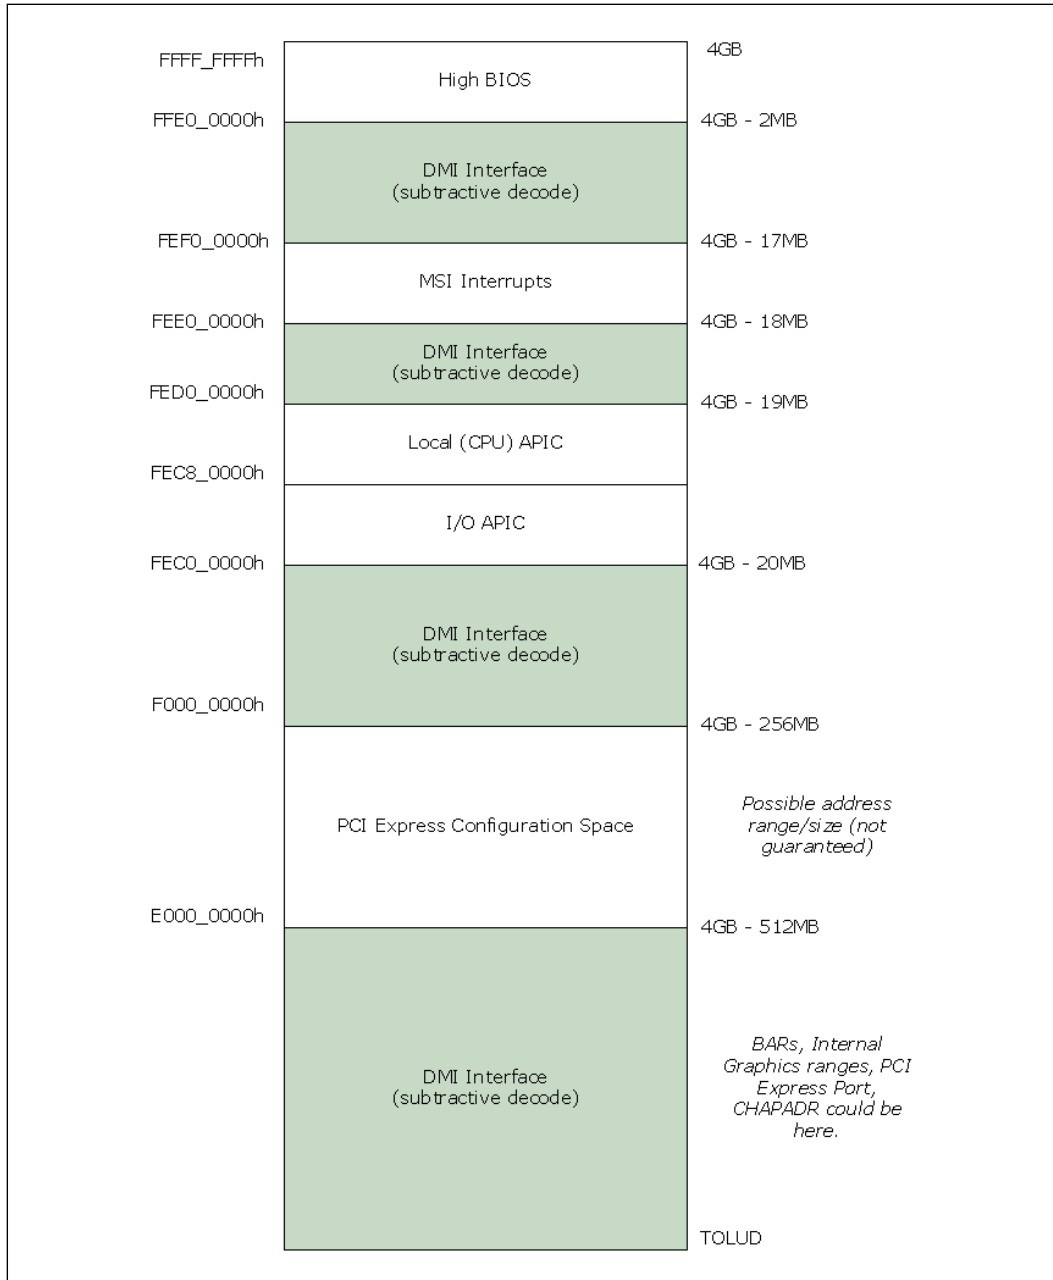 FFFF_FFFFh
4GB
High BIOS
FFE0_0000h
4GB - 2MB
DMI Interface
(subtractive decode)
FEF0_0000h
4GB - 17MB
MSI Interrupts
FEE0_0000h
4GB - 18MB
DMI Interface
(subtractive decode)
FED0_0000h
4GB - 19MB
Local (CPU) APIC
FEC8_0000h
I/O APIC
FEC0_0000h
4GB - 20MB
DMI Interface
(subtractive decode)
F000_0000h
4GB - 256MB
PCI Express Configuration Space
Possible address
range/size (not
guaranteed)
E000_0000h
4GB - 512MB
DMI Interface
(subtractive decode)
BARs, Internal
Graphics ranges, PCI
Express Port,
CHAPADR could be
here.
TOLUD